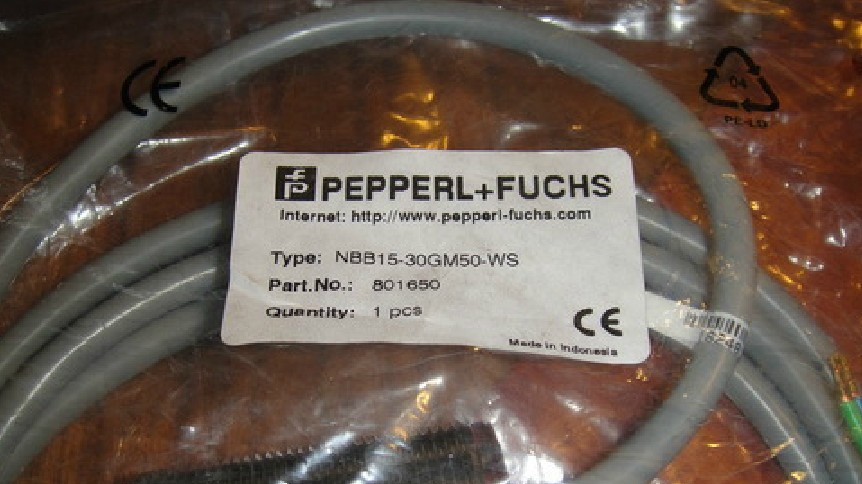 CE
04
PE-LD
PEPPERL+FUCHS
Internet: http://www.pepperl-fuchs.com
Type: NBB15-30GM50-WS
Part.No.: 801650
Quantity: 1 pcs
CE
Made in Indonesia